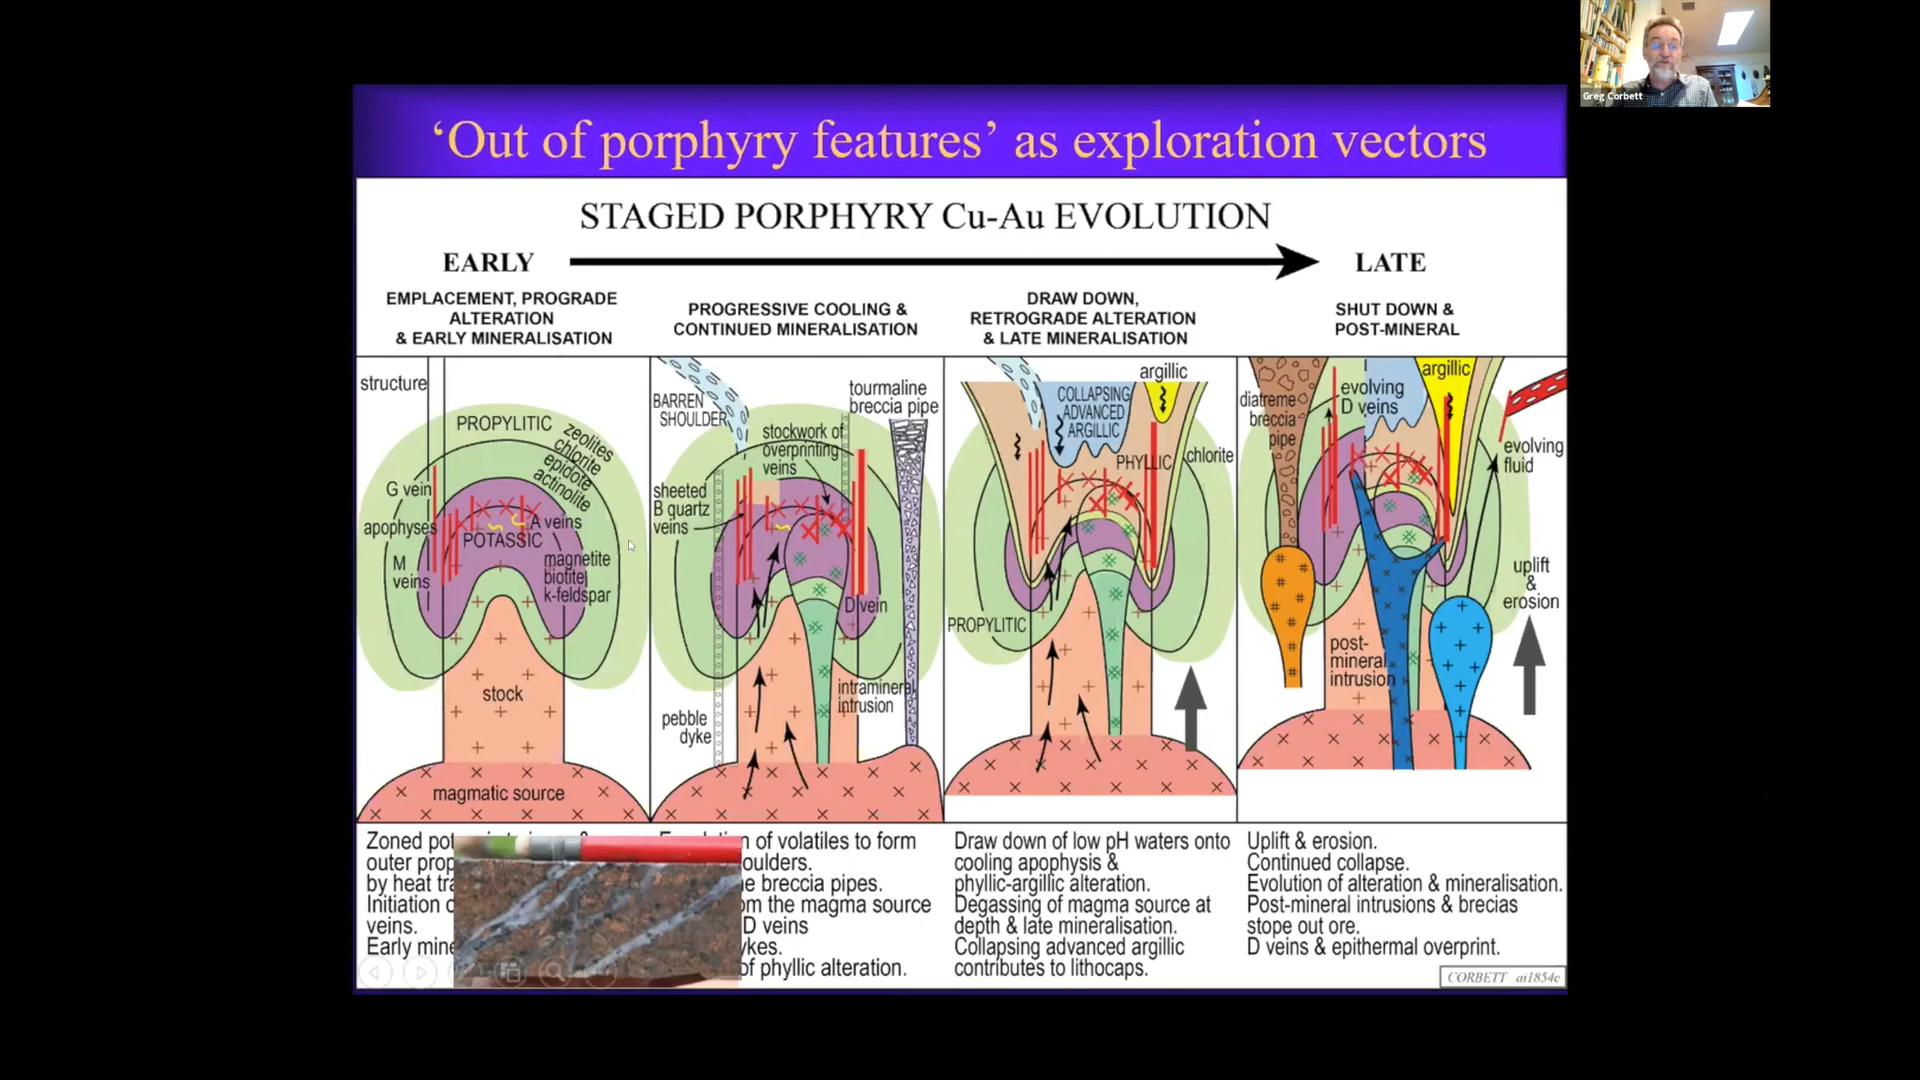 Greg Corbett
‘Out of porphyry features’ as exploration vectors
STAGED PORPHYRY Cu-Au EVOLUTION
EARLY
LATE
EMPLACEMENT, PROGRADE
ALTERATION
& EARLY MINERALISATION
PROGRESSIVE COOLING &
CONTINUED MINERALISATION
DRAW DOWN,
RETROGRADE ALTERATION
& LATE MINERALISATION
SHUT DOWN &
POST-MINERAL
structure
PROPYLITIC
zeolites
chlorite
epidote
actinolite
G vein
apophyses
A veins
POTASSIC
M
veins
magnetite
biotite
k-feldspar
stock
magmatic source
BARREN
SHOULDER
tourmaline
breccia pipe
stockwork of
overprinting
veins
sheeted
B quartz
veins
D vein
intramineral
intrusion
pebble
dyke
argillic
COLLAPSING
ADVANCED
ARGILLIC
PHYLLIC
chlorite
PROPYLITIC
diatreme
breccia
pipe
evolving
D veins
argillic
evolving
fluid
uplift
&
erosion
post-
mineral
intrusion
Zoned
outer
by heat
Initiation
veins.
Early
of volatiles to form
breccia pipes.
the magma source
D veins
of phyllic alteration.
Draw down of low pH waters onto
cooling apophysis &
phyllic-argillic alteration.
Degassing of magma source at
depth & late mineralisation.
Collapsing advanced argillic
contributes to lithocaps.
Uplift & erosion.
Continued collapse.
Evolution of alteration & mineralisation.
Post-mineral intrusions & brecias
stope out ore.
D veins & epithermal overprint.
CORBETT ai1854c